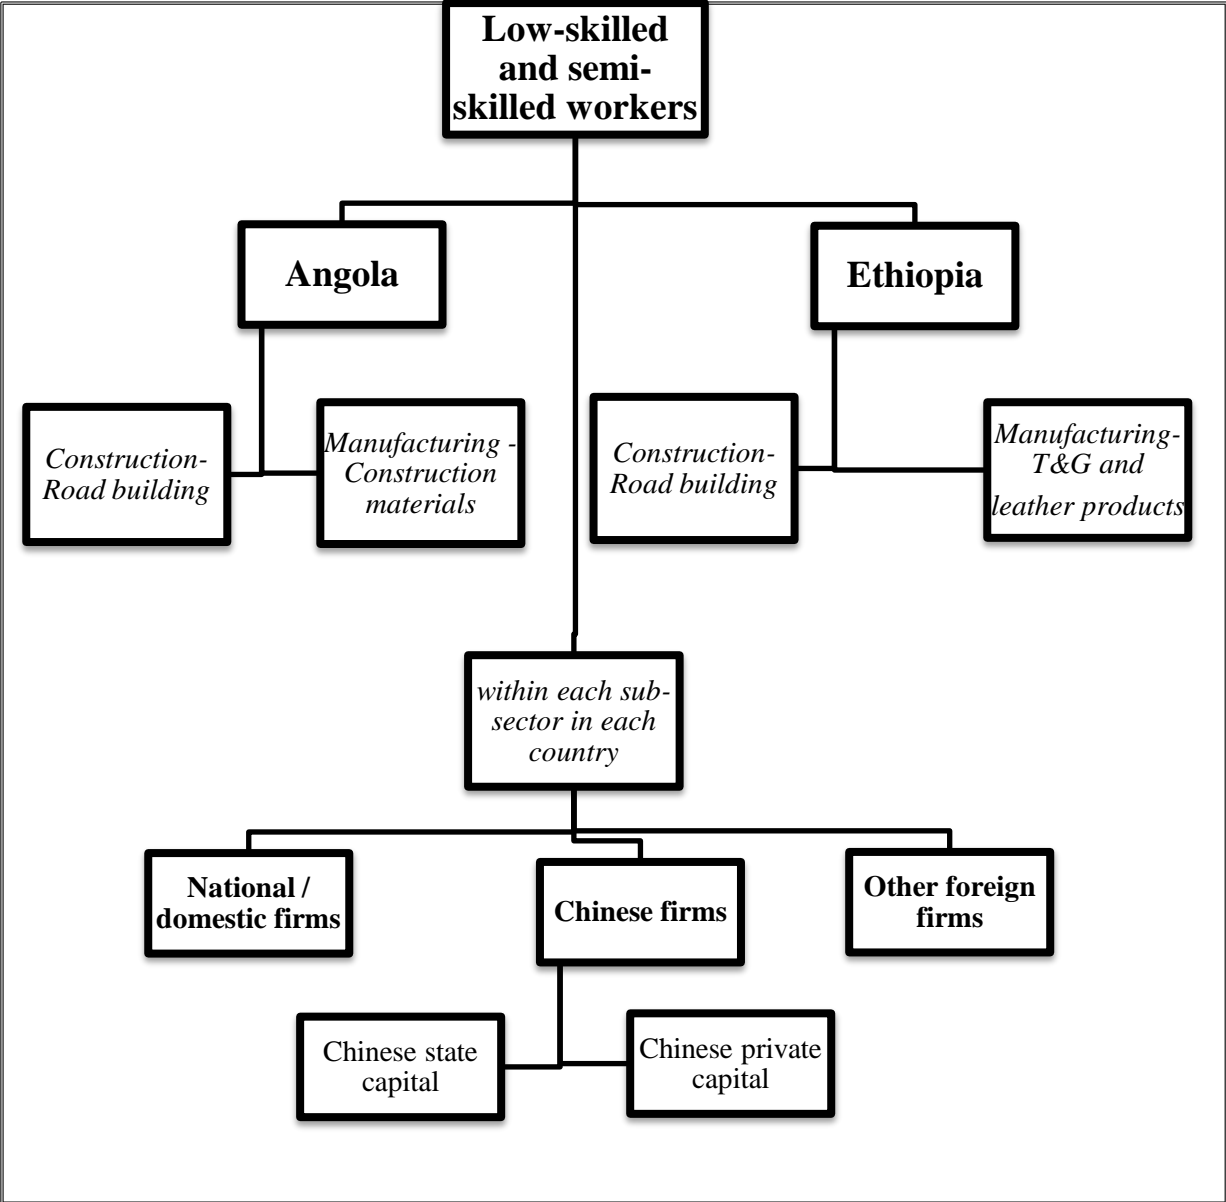 Low-skilled
and semi-
skilled workers
Angola
Ethiopia
Construction-
Road building
Manufacturing -
Construction
materials
Construction-
Road building
Manufacturing-
T&G and
leather products
within each sub-
sector in each
country
National /
domestic firms
Chinese firms
Other foreign
firms
Chinese state
capital
Chinese private
capital